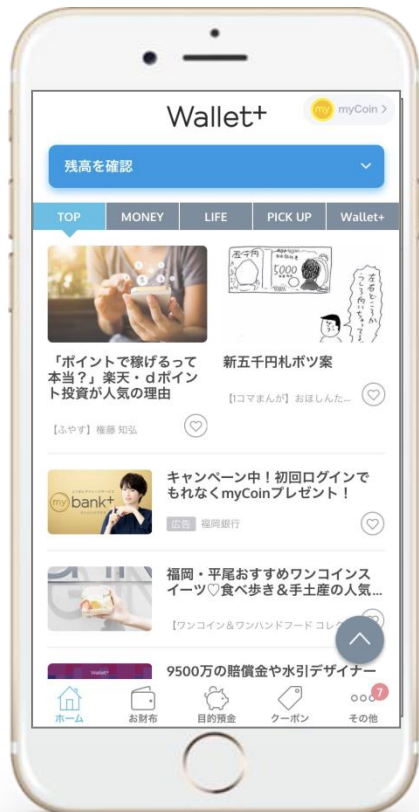 Wallet+
my myCoin >
残高を確認
TOP MONEY LIFE PICK UP Wallet+
5000
左右どころか
「ポイントで稼げるって
本当？」楽天・dポイン
ト投資が人気の理由
【ふやす】権藤 知弘
新五千円札ボツ案
【1コマまんが】おほしんた...
my bank+
キャンペーン中！初回ログインで
もれなくmyCoinプレゼント！
広告 福岡銀行
福岡・平尾おすすめワンコインス
イーツ♡食べ歩き＆手土産の人気...
【ワンコイン＆ワンハンドフード コレク
Wallet+
9500万の賠償金や水引デザイナー
7
ホーム お財布 目的預金 クーポン その他